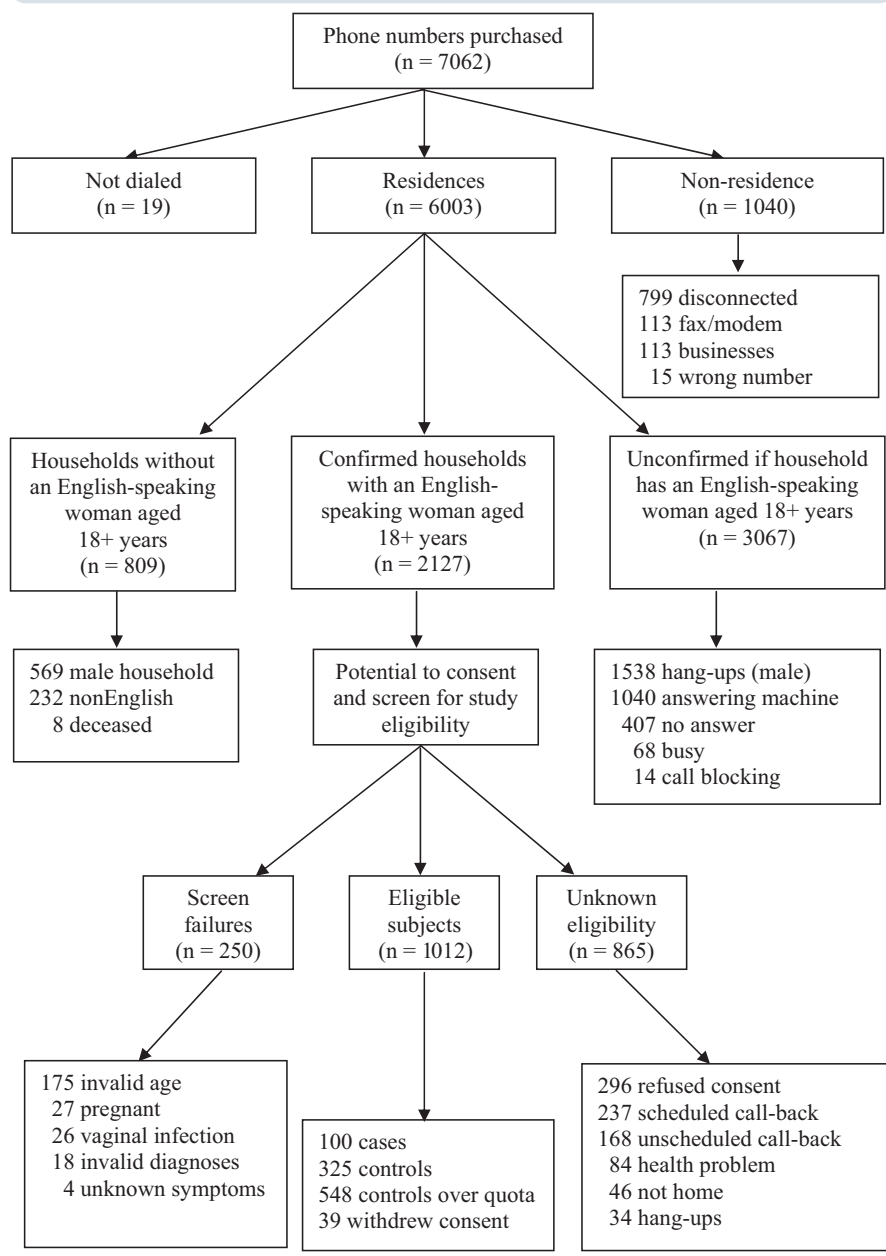 Phone numbers purchased
(n = 7062)
Not dialed
(n = 19)
Residences
(n = 6003)
Non-residence
(n = 1040)
799 disconnected
113 fax/modem
113 businesses
15 wrong number
Households without
an English-speaking
woman aged
18+ years
(n = 809)
Confirmed households
with an English-
speaking woman aged
18+ years
(n = 2127)
Unconfirmed if household
has an English-speaking
woman aged 18+ years
(n = 3067)
569 male household
232 nonEnglish
8 deceased
Potential to consent
and screen for study
eligibility
1538 hang-ups (male)
1040 answering machine
407 no answer
68 busy
14 call blocking
Screen
failures
(n = 250)
Eligible
subjects
(n = 1012)
Unknown
eligibility
(n = 865)
175 invalid age
27 pregnant
26 vaginal infection
18 invalid diagnoses
4 unknown symptoms
100 cases
325 controls
548 controls over quota
39 withdrew consent
296 refused consent
237 scheduled call-back
168 unscheduled call-back
84 health problem
46 not home
34 hang-ups